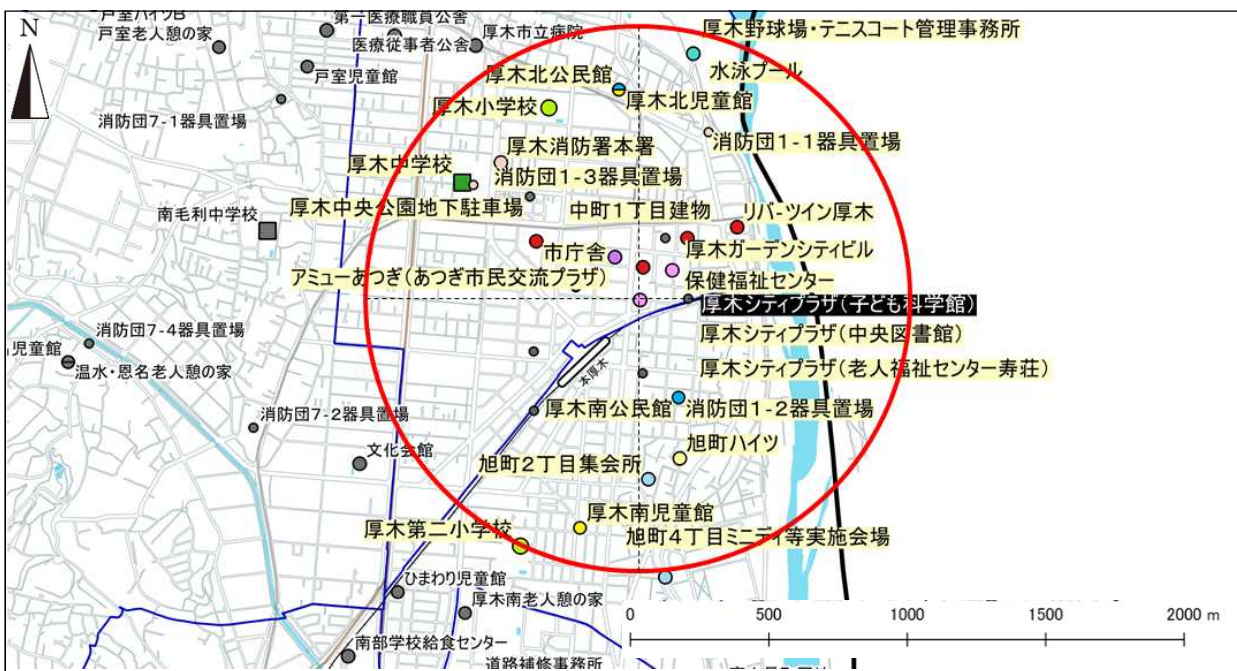 戸室ハイツB
第一医療職員公舎
厚木野球場・テニスコート管理事務所
N
戸室老人憩の家
医療従事者公舎
厚木市立病院
水泳プール
戸室児童館
厚木北公民館
厚木北児童館
厚木小学校
消防団7-1器具置場
消防団1-1器具置場
厚木消防署本署
厚木中学校
消防団1-3器具置場
南毛利中学校
厚木中央公園地下駐車場
中町1丁目建物
リバーツイン厚木
市庁舎
厚木ガーデンシティビル
アミューあつぎ(あつぎ市民交流プラザ)
保健福祉センター
厚木シティプラザ(子ども科学館)
消防団7-4器具置場
厚木シティプラザ(中央図書館)
児童館
温水・恩名老人憩の家
本厚木
厚木シティプラザ(老人福祉センター寿荘)
消防団7-2器具置場
厚木南公民館
消防団1-2器具置場
文化会館
旭町ハイツ
旭町2丁目集会所
厚木南児童館
厚木第二小学校
旭町4丁目ミニデイ等実施会場
ひまわり児童館
厚木南老人憩の家
0 500 1000 1500 2000 m
南部学校給食センター
道路補修事務所